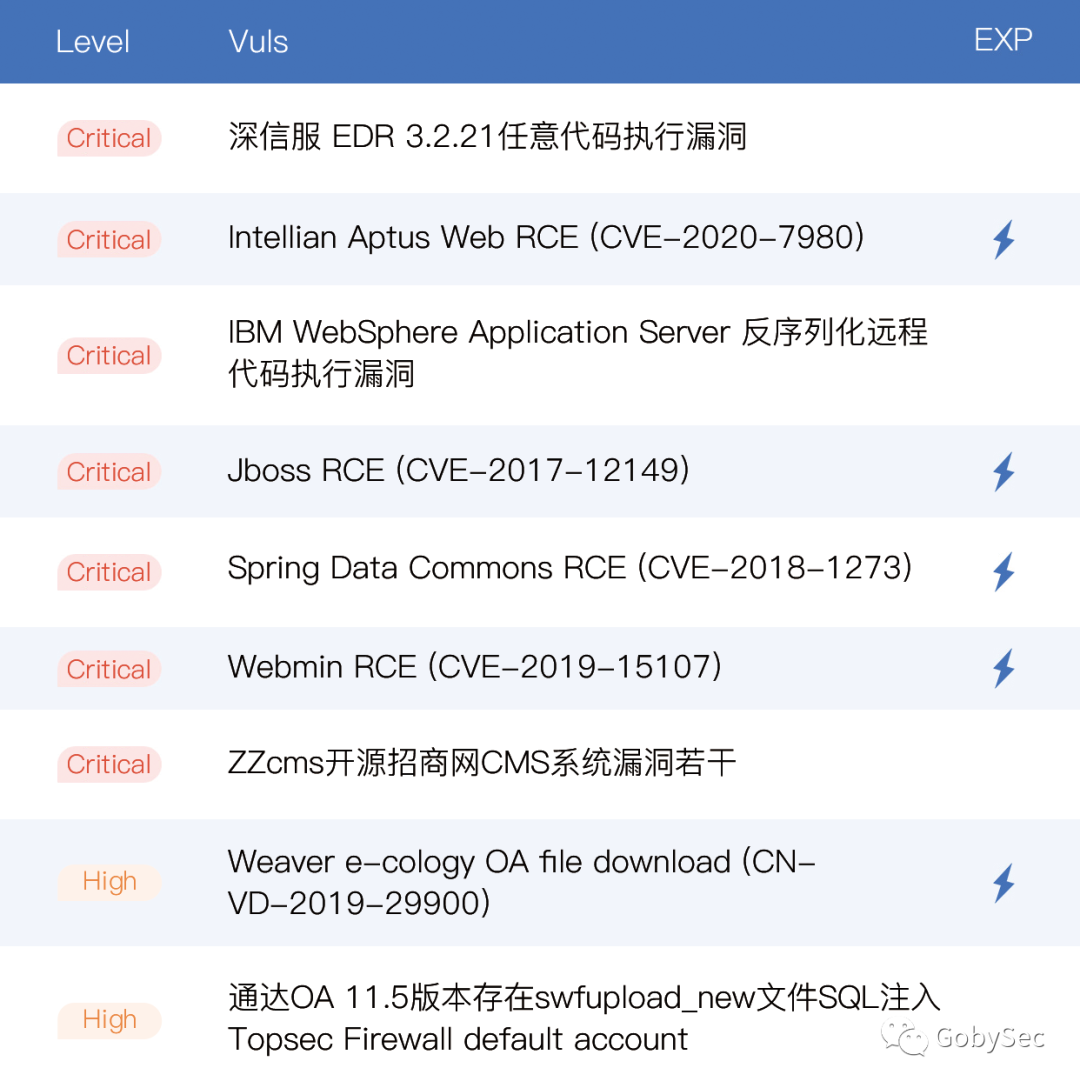 Level Vuls EXP
Critical 深信服 EDR 3.2.21任意代码执行漏洞
Critical Intellian Aptus Web RCE (CVE-2020-7980)
Critical IBM WebSphere Application Server 反序列化远程
代码执行漏洞
Critical Jboss RCE (CVE-2017-12149)
Critical Spring Data Commons RCE (CVE-2018-1273)
Critical Webmin RCE (CVE-2019-15107)
Critical ZZcms开源招商网CMS系统漏洞若干
High Weaver e-cology OA file download (CN-
VD-2019-29900)
High 通达OA 11.5版本存在swfupload_new文件SQL注入
Topsec Firewall default account
GobySec